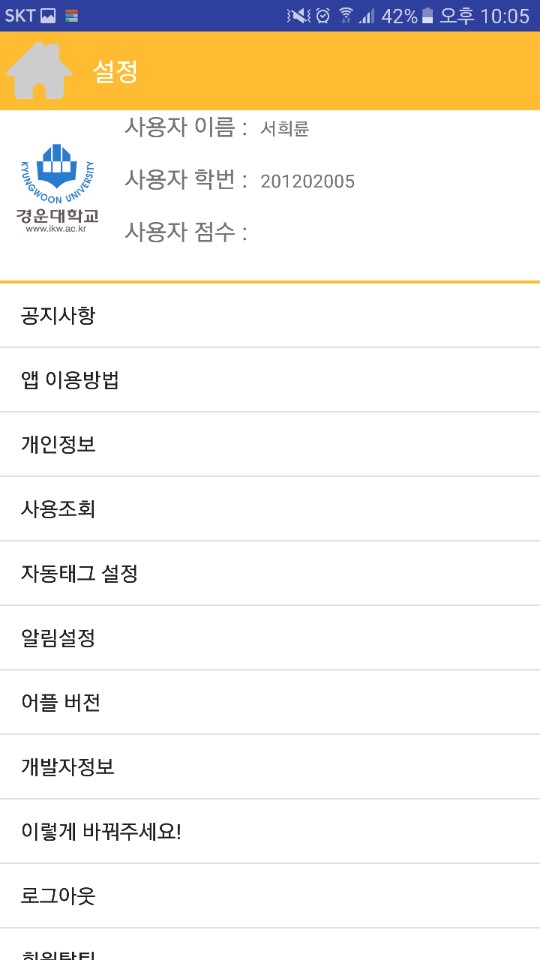 SKT 42% 오후 10:05
설정
사용자 이름 : 서희륜
사용자 학번 : 201202005
사용자 점수 :
KYUNGWOON UNIVERSITY
경운대학교
www.ikw.ac.kr
공지사항
앱 이용방법
개인정보
사용조회
자동태그 설정
알림설정
어플 버전
개발자정보
이렇게 바꿔주세요!
로그아웃